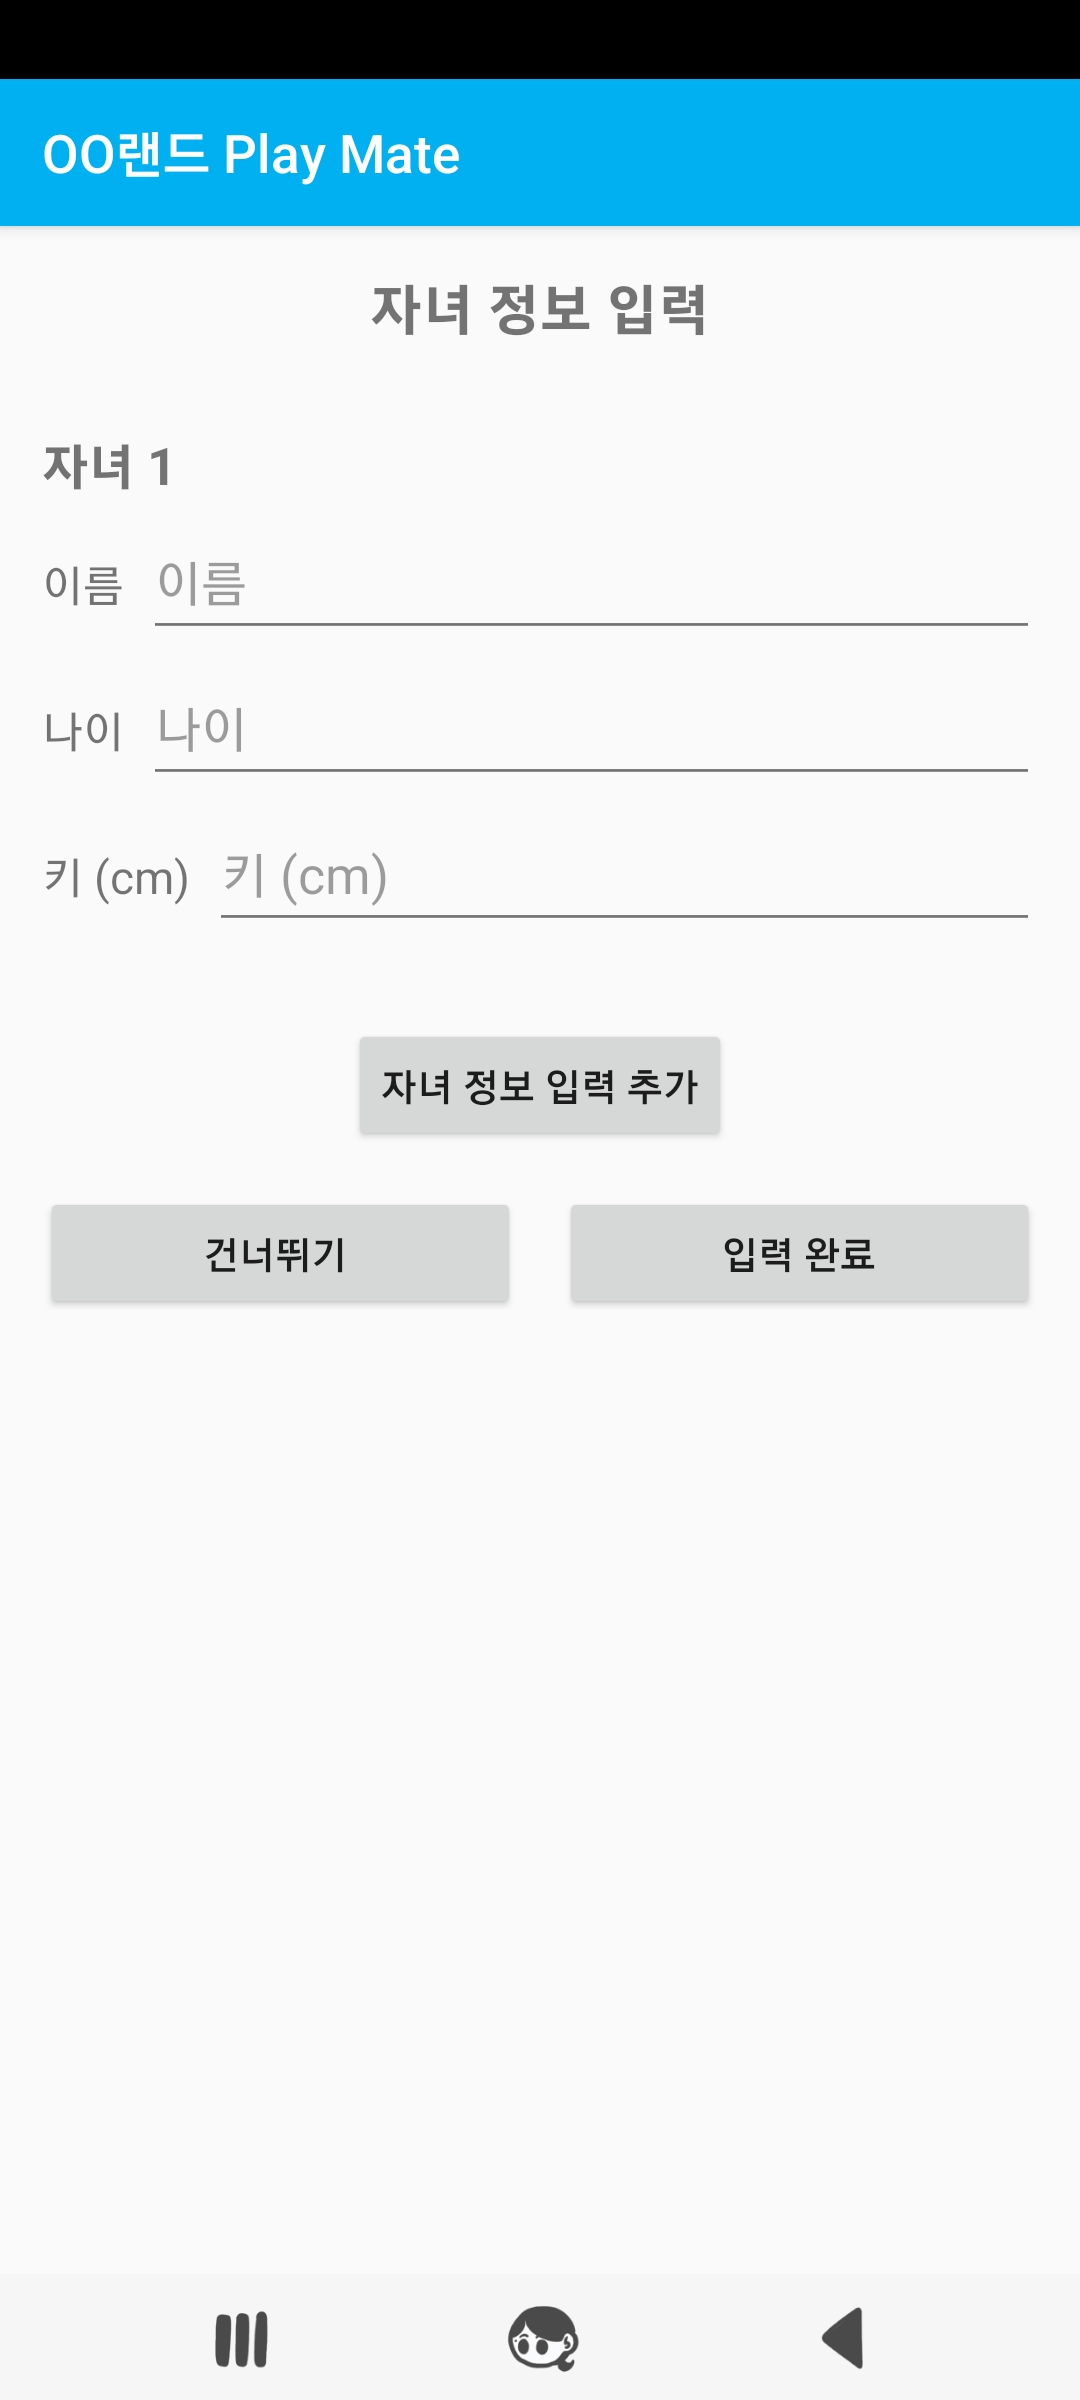 OO랜드 Play Mate
자녀 정보 입력
자녀 1
이름 이름
나이 나이
키 (cm) 키 (cm)
자녀 정보 입력 추가
건너뛰기 입력 완료